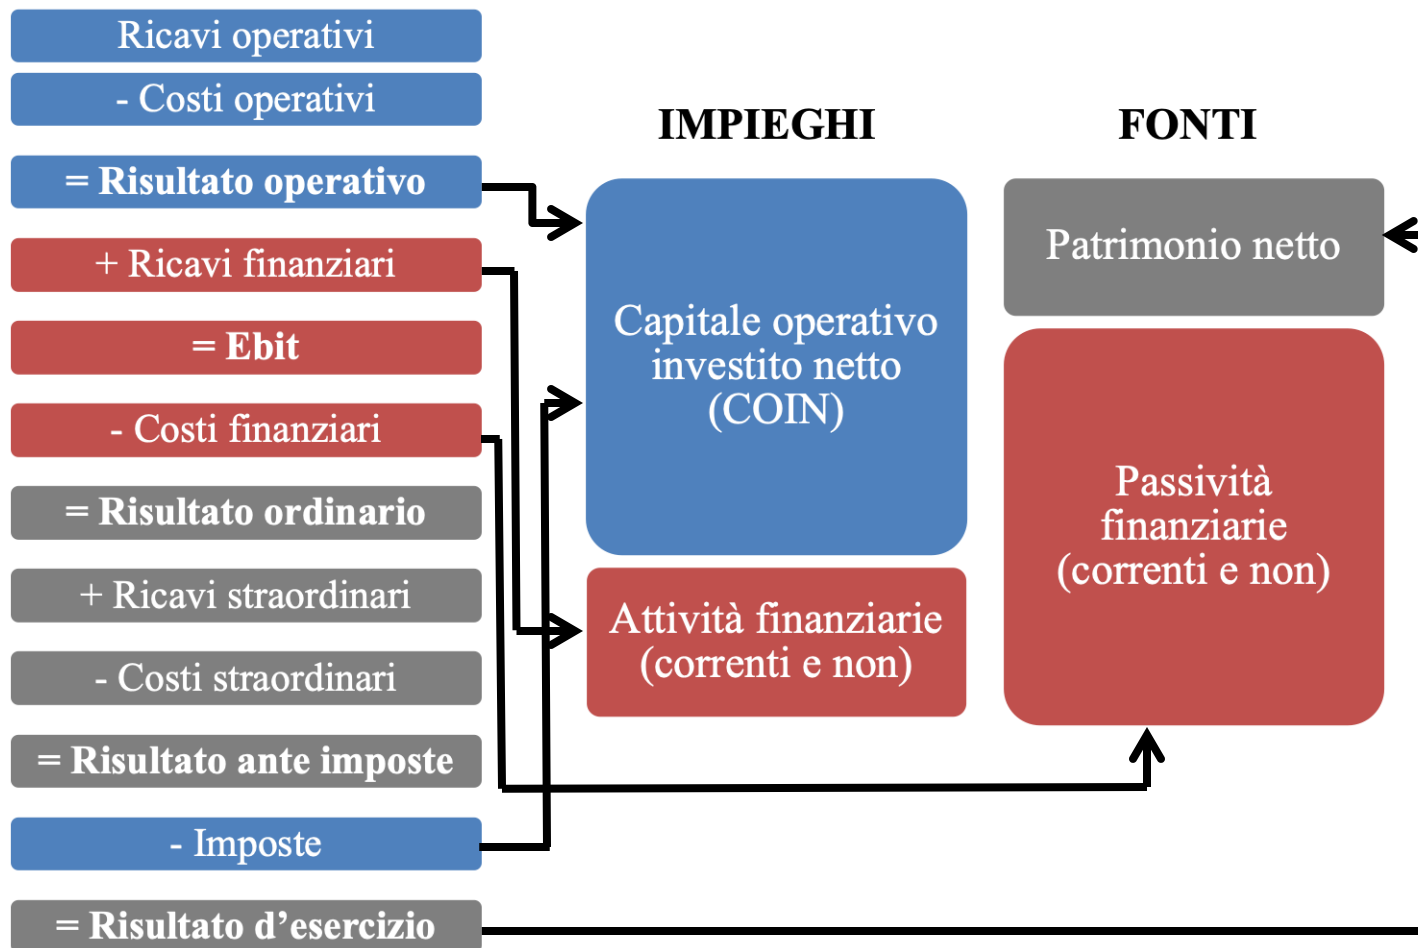 Ricavi operativi
- Costi operativi
= Risultato operativo
+ Ricavi finanziari
= Ebit
- Costi finanziari
= Risultato ordinario
+ Ricavi straordinari
- Costi straordinari
= Risultato ante imposte
- Imposte
= Risultato d’esercizio
IMPIEGHI
Capitale operativo
investito netto
(COIN)
Attività finanziarie
(correnti e non)
FONTI
Patrimonio netto
Passività
finanziarie
(correnti e non)